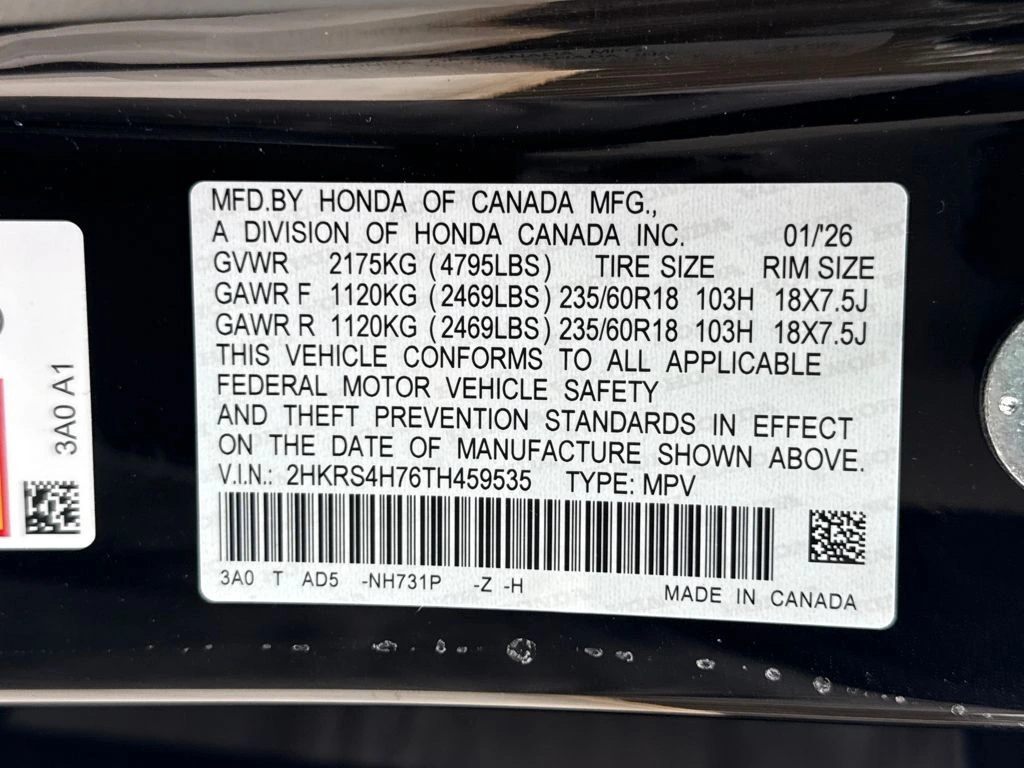 MFD.BY HONDA OF CANADA MFG.,
A DIVISION OF HONDA CANADA INC. 01/'26
GVWR 2175KG (4795LBS) TIRE SIZE RIM SIZE
GAWR F 1120KG (2469LBS) 235/60R18 103H 18X7.5J
GAWR R 1120KG (2469LBS) 235/60R18 103H 18X7.5J
THIS VEHICLE CONFORMS TO ALL APPLICABLE
FEDERAL MOTOR VEHICLE SAFETY
AND THEFT PREVENTION STANDARDS IN EFFECT
ON THE DATE OF MANUFACTURE SHOWN ABOVE.
V.I.N.: 2HKRS4H76TH459535 TYPE: MPV
3A0 T AD5 -NH731P -Z -H MADE IN CANADA
3A0 A1